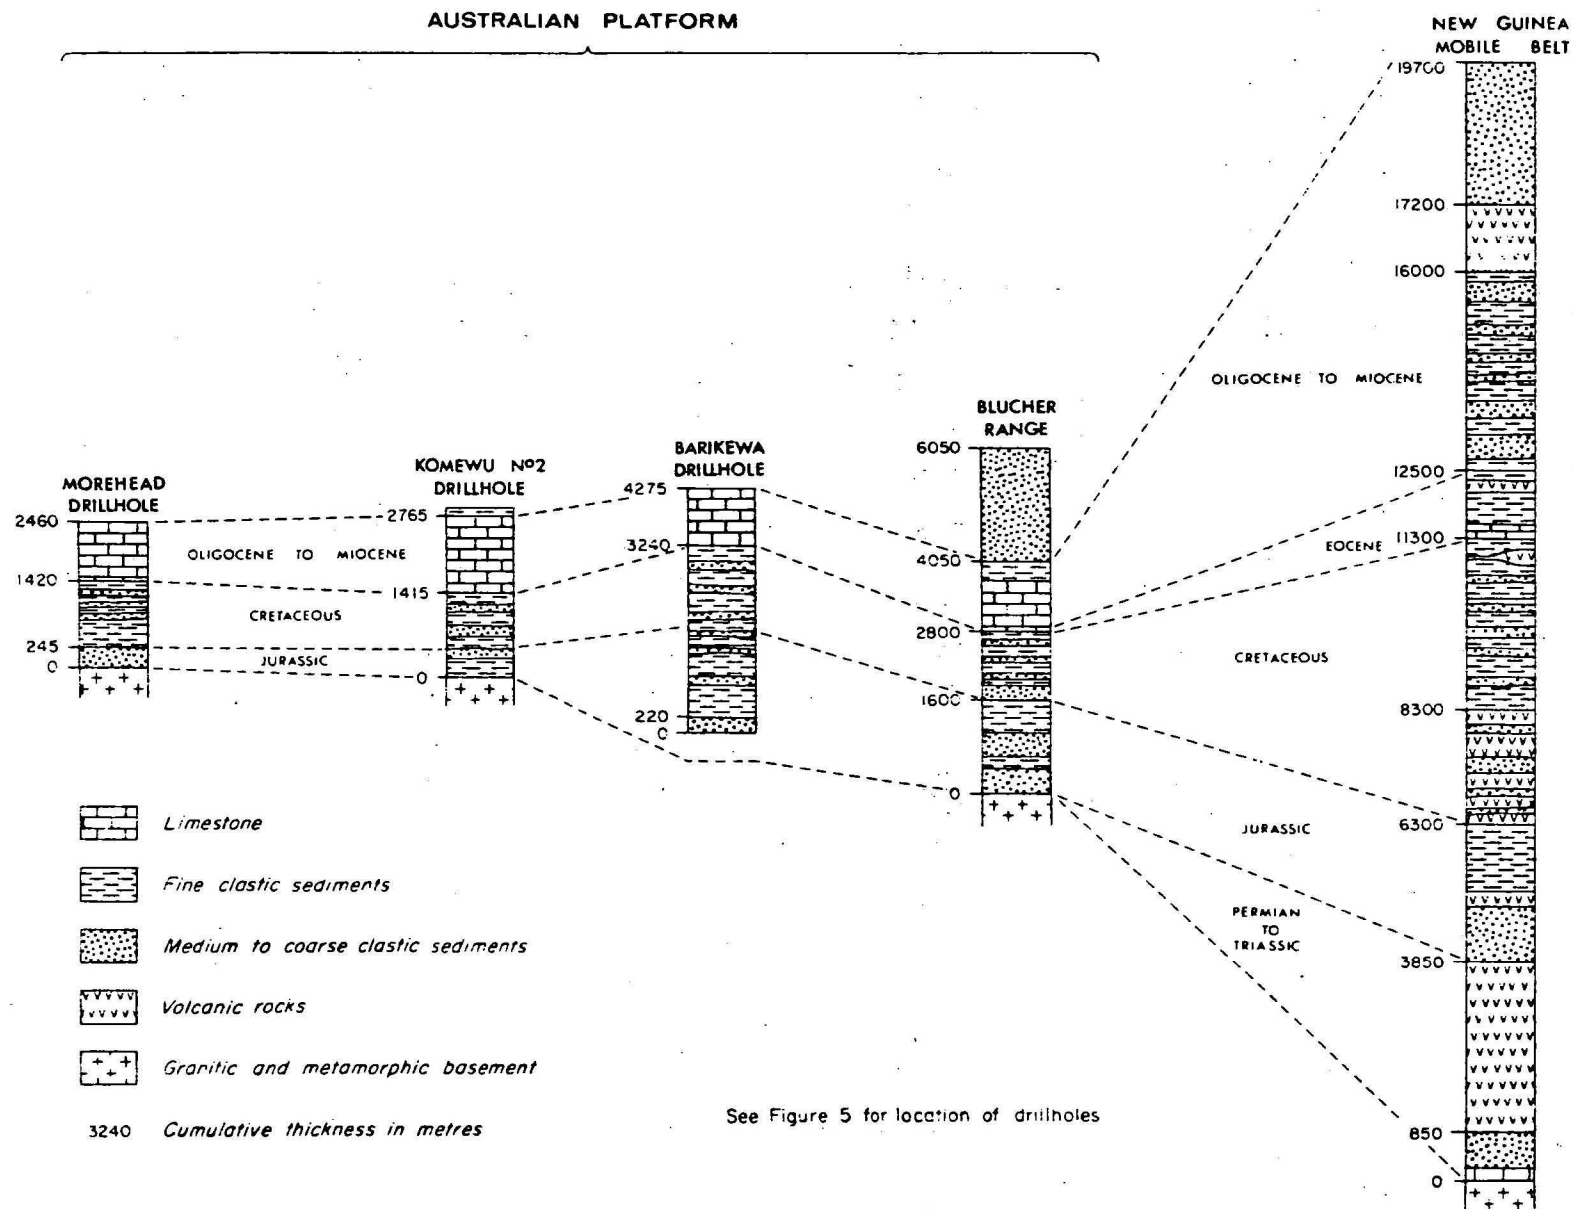 AUSTRALIAN PLATFORM
NEW GUINEA
MOBILE BELT
19700
17200
16000
OLIGOCENE TO MIOCENE
12500
11300
EOCENE
CRETACEOUS
8300
6300
JURASSIC
PERMIAN
TO
TRIASSIC
3850
850
0
BLUCHER
RANGE
6050
4050
2800
1600
0
BARIKEWA
DRILLHOLE
4275
3240
220
0
KOMEWU Nº2
DRILLHOLE
2765
1415
0
MOREHEAD
DRILLHOLE
2460
1420
245
0
OLIGOCENE TO MIOCENE
CRETACEOUS
JURASSIC
Limestone
Fine clastic sediments
Medium to coarse clastic sediments
Volcanic rocks
Granitic and metamorphic basement
3240 Cumulative thickness in metres
See Figure 5 for location of drillholes